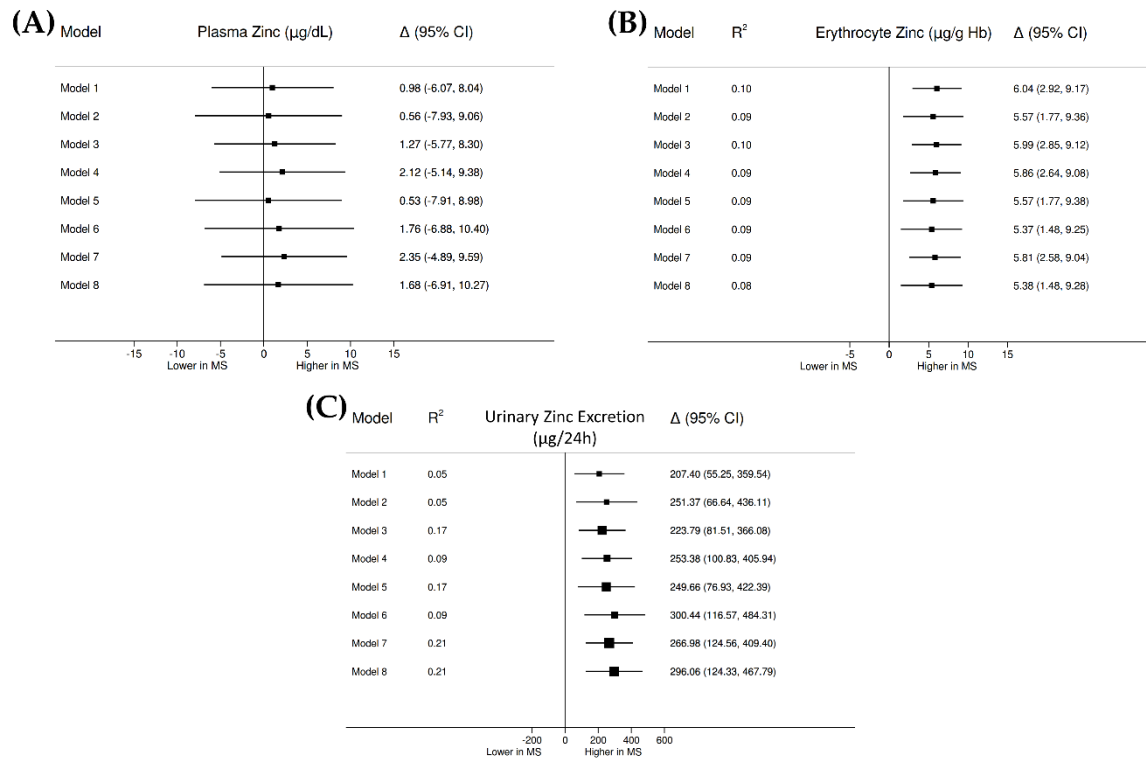 (A) Model Plasma Zinc (µg/dL) Δ (95% CI)
Model 1 0.98 (-6.07, 8.04)
Model 2 0.56 (-7.93, 9.06)
Model 3 1.27 (-5.77, 8.30)
Model 4 2.12 (-5.14, 9.38)
Model 5 0.53 (-7.91, 8.98)
Model 6 1.76 (-6.88, 10.40)
Model 7 2.35 (-4.89, 9.59)
Model 8 1.68 (-6.91, 10.27)
-15 -10 -5 0 5 10 15
Lower in MS Higher in MS
(B) Model R² Erythrocyte Zinc (µg/g Hb) Δ (95% CI)
Model 1 0.10 6.04 (2.92, 9.17)
Model 2 0.09 5.57 (1.77, 9.36)
Model 3 0.10 5.99 (2.85, 9.12)
Model 4 0.09 5.86 (2.64, 9.08)
Model 5 0.09 5.57 (1.77, 9.38)
Model 6 0.09 5.37 (1.48, 9.25)
Model 7 0.09 5.81 (2.58, 9.04)
Model 8 0.08 5.38 (1.48, 9.28)
-5 0 5 10 15
Lower in MS Higher in MS
(C) Model R² Urinary Zinc Excretion Δ (95% CI)
(µg/24h)
Model 1 0.05 207.40 (55.25, 359.54)
Model 2 0.05 251.37 (66.64, 436.11)
Model 3 0.17 223.79 (81.51, 366.08)
Model 4 0.09 253.38 (100.83, 405.94)
Model 5 0.17 249.66 (76.93, 422.39)
Model 6 0.09 300.44 (116.57, 484.31)
Model 7 0.21 266.98 (124.56, 409.40)
Model 8 0.21 296.06 (124.33, 467.79)
-200 0 200 400 600
Lower in MS Higher in MS